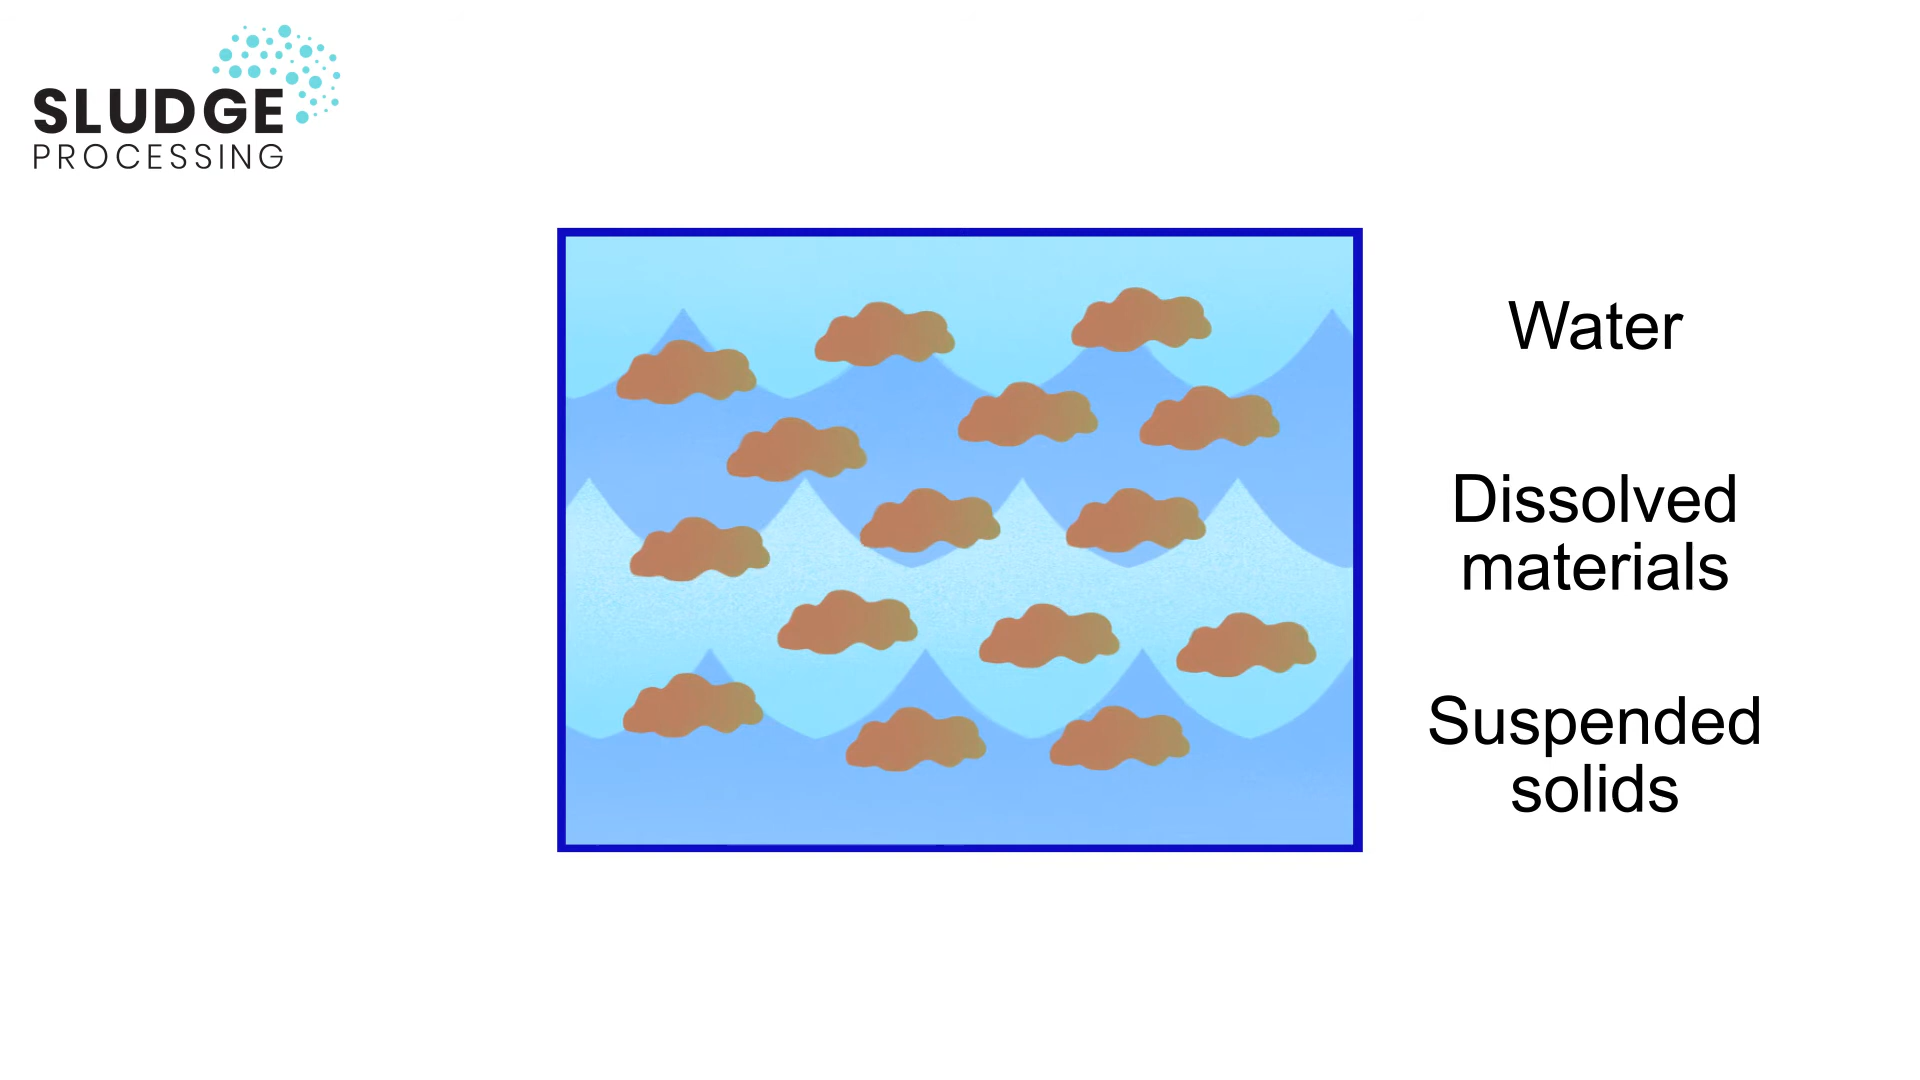 SLUDGE
PROCESSING
Water
Dissolved
materials
Suspended
solids